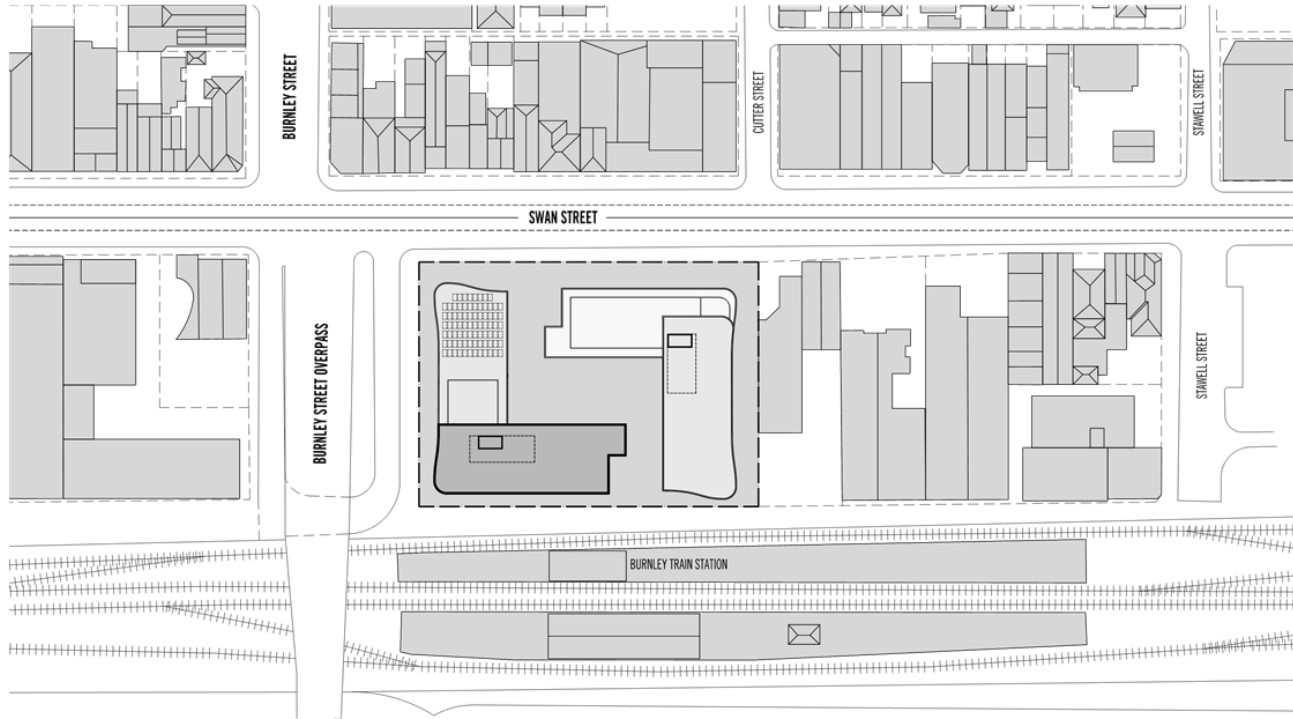 BURNLEY STREET
CUTTER STREET
STAWELL STREET
SWAN STREET
BURNLEY STREET OVERPASS
STAWELL STREET
BURNLEY TRAIN STATION